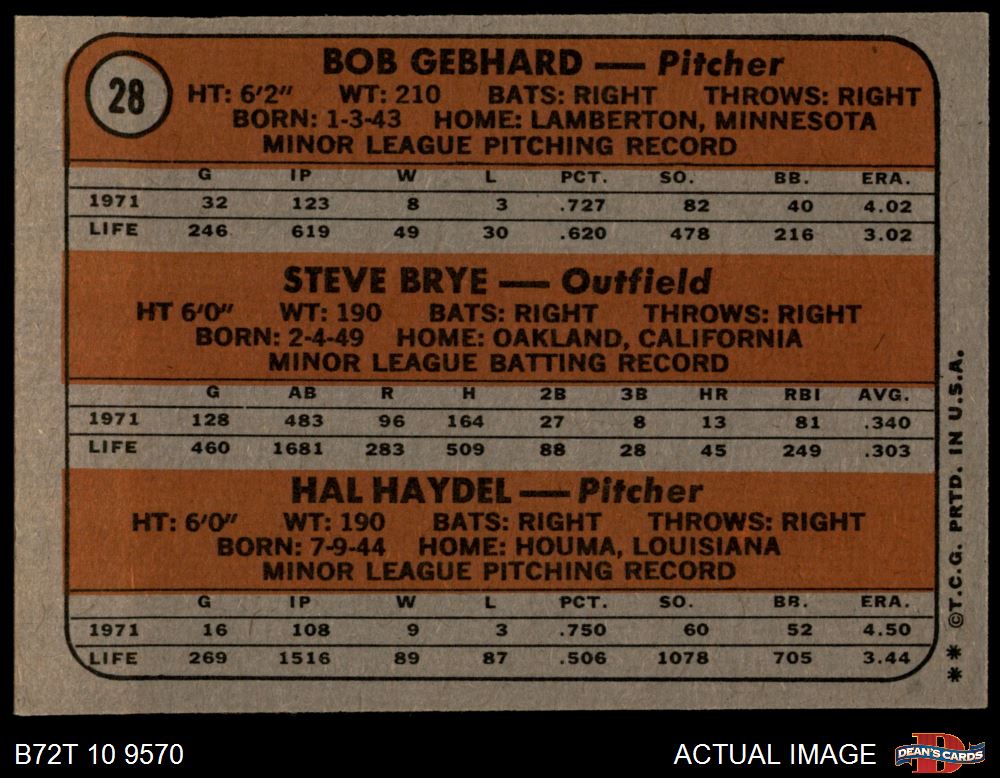 28
BOB GEBHARD — Pitcher
HT: 6'2" WT: 210 BATS: RIGHT THROWS: RIGHT
BORN: 1-3-43 HOME: LAMBERTON, MINNESOTA
MINOR LEAGUE PITCHING RECORD
G IP W L PCT. SO. BB. ERA.
1971 32 123 8 3 .727 82 40 4.02
LIFE 246 619 49 30 .620 478 216 3.02
STEVE BRYE — Outfield
HT 6'0" WT: 190 BATS: RIGHT THROWS: RIGHT
BORN: 2-4-49 HOME: OAKLAND, CALIFORNIA
MINOR LEAGUE BATTING RECORD
G AB R H 2B 3B HR RBI AVG.
1971 128 483 96 164 27 8 13 81 .340
LIFE 460 1681 283 509 88 28 45 249 .303
HAL HAYDEL — Pitcher
HT: 6'0" WT: 190 BATS: RIGHT THROWS: RIGHT
BORN: 7-9-44 HOME: HOUMA, LOUISIANA
MINOR LEAGUE PITCHING RECORD
G IP W L PCT. SO. BB. ERA.
1971 16 108 9 3 .750 60 52 4.50
LIFE 269 1516 89 87 .506 1078 705 3.44
** ©T.C.G. PRTD. IN U.S.A.
B72T 10 9570
ACTUAL IMAGE
D
DEAN'S CARDS